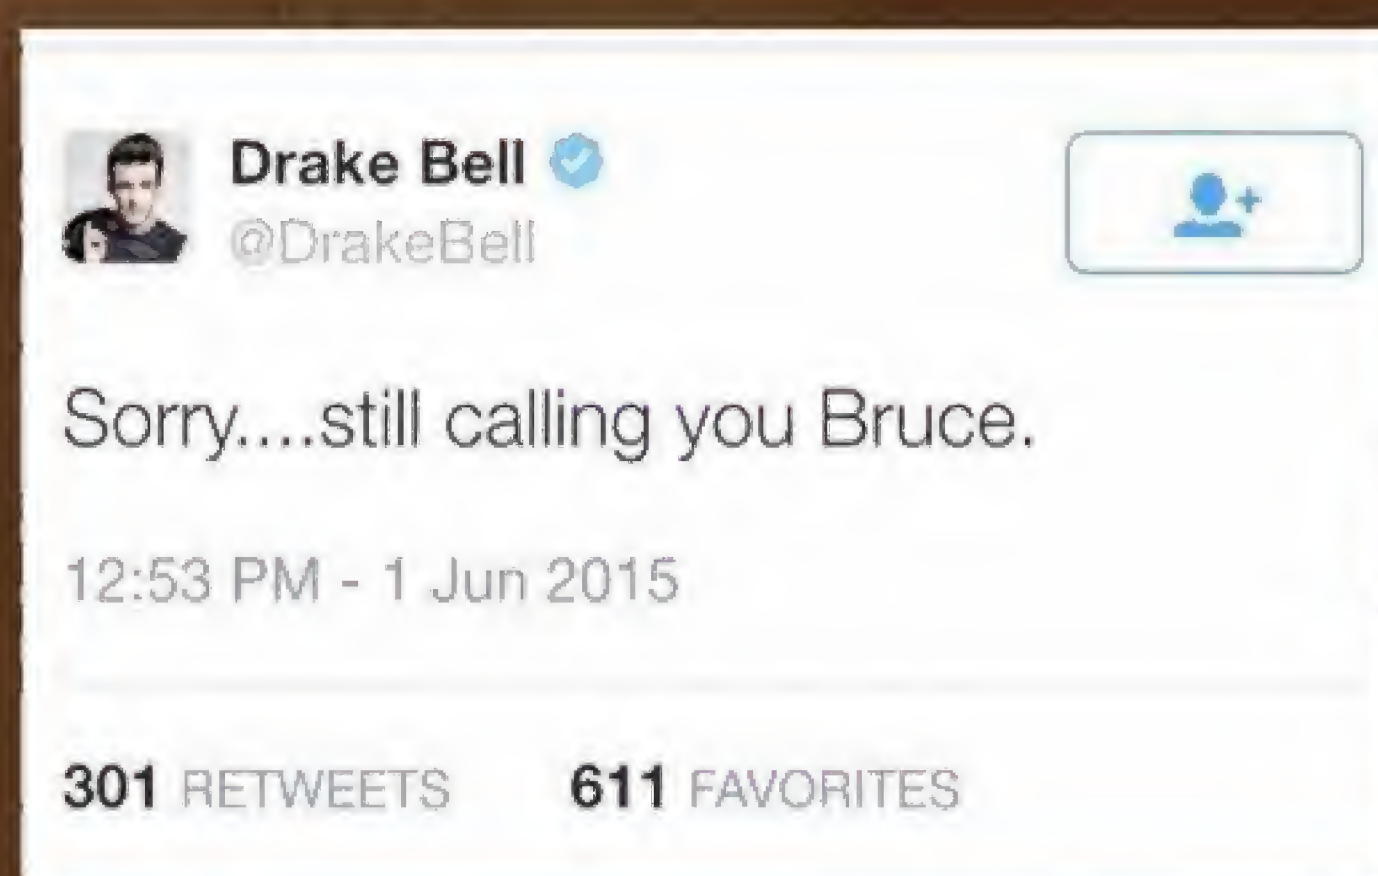 Drake Bell
@DrakeBell
Sorry....still calling you Bruce.
12:53 PM - 1 Jun 2015
301 RETWEETS 611 FAVORITES